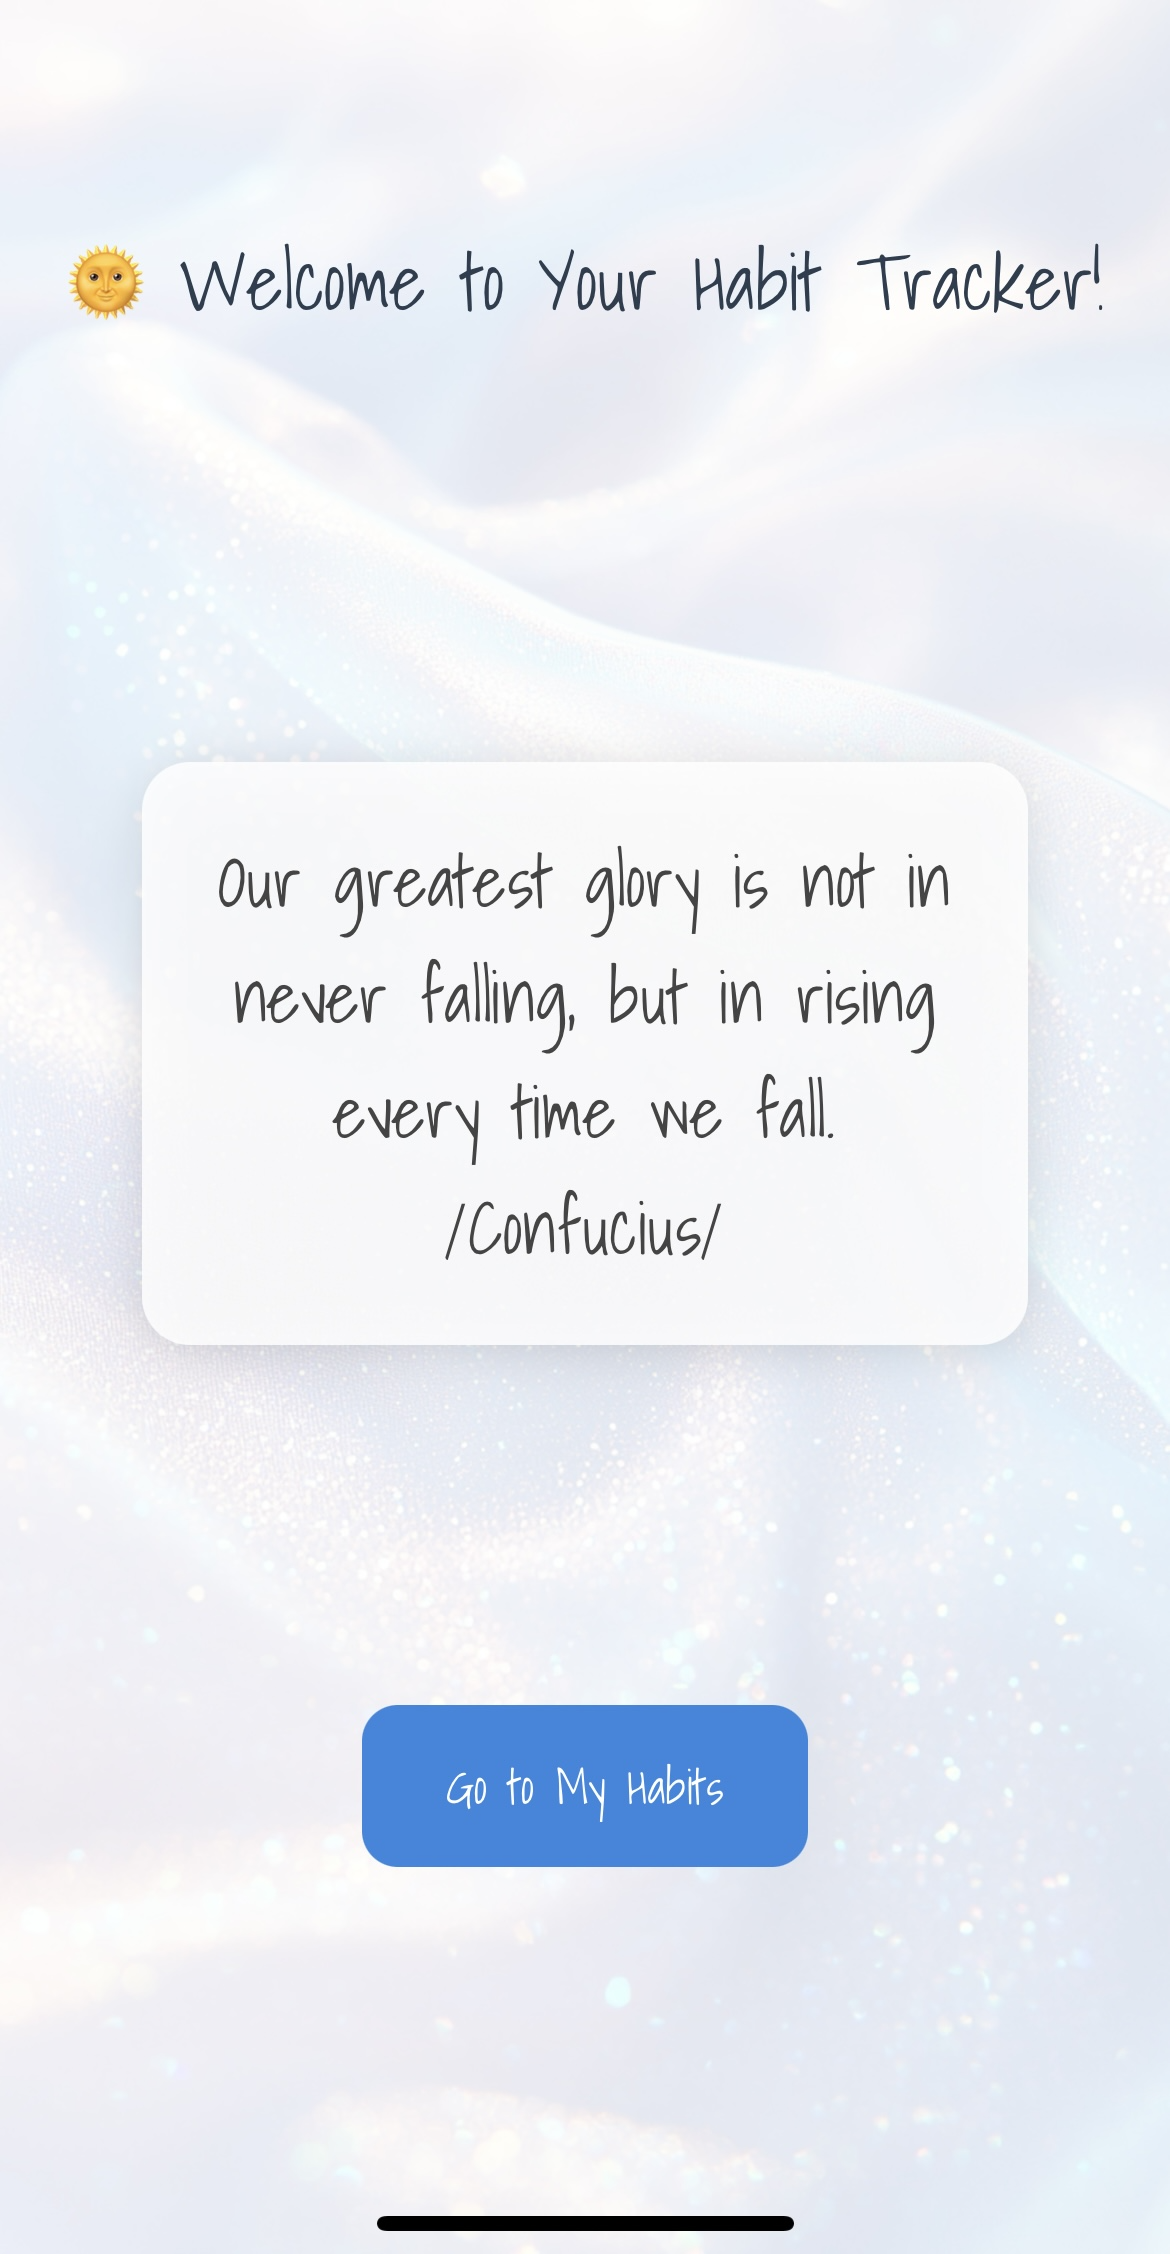 🌞 Welcome to Your Habit Tracker!
Our greatest glory is not in
never falling, but in rising
every time we fall.
/Confucius/
Go to My Habits